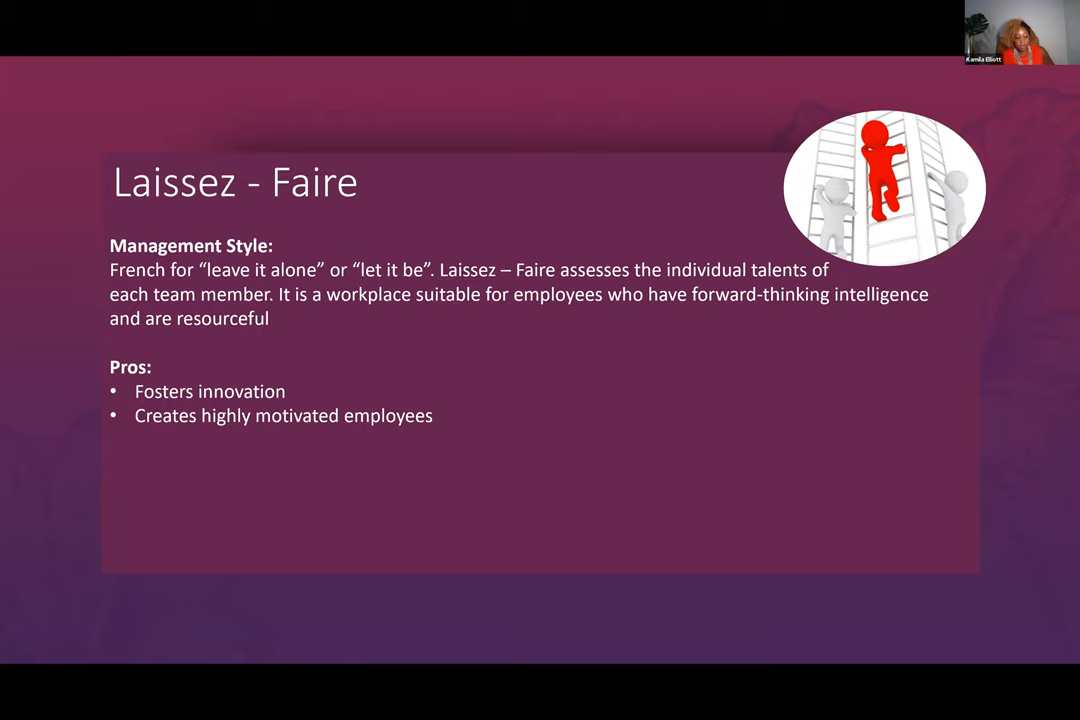 Kamila Elliott
Laissez - Faire
Management Style:
French for “leave it alone” or “let it be”. Laissez – Faire assesses the individual talents of
each team member. It is a workplace suitable for employees who have forward-thinking intelligence
and are resourceful
Pros:
• Fosters innovation
• Creates highly motivated employees